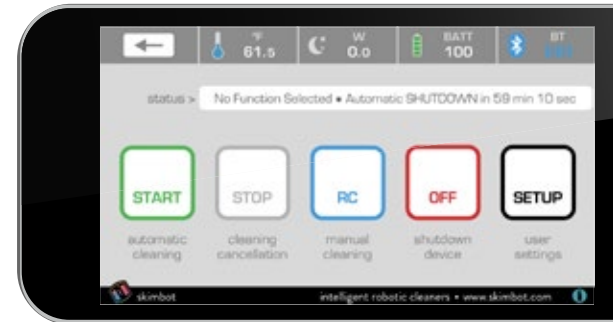 °F W BATT BT
61.5 0.0 100
status > No Function Selected • Automatic SHUTDOWN in 59 min 10 sec
START STOP RC OFF SETUP
automatic cleaning manual shutdown user
cleaning cancellation cleaning device settings
skimbot intelligent robotic cleaners • www.skimbot.com